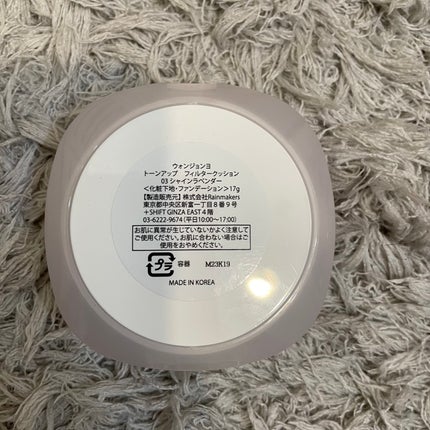 ウォンジョンヨ
トーンアップ　フィルタークッション
03 シャインラベンダー
＜化粧下地・ファンデーション＞17g
【製造販売元】株式会社Rainmakers
東京都中央区新富一丁目8番9号
＋SHIFT GINZA EAST４階
03-6222-9674（平日10:00〜17:00）
お肌に異常が生じていないかよく注意して
ご使用ください。お肌に合わない場合は
ご使用をおやめください。
プラ 容器 M23K19
MADE IN KOREA